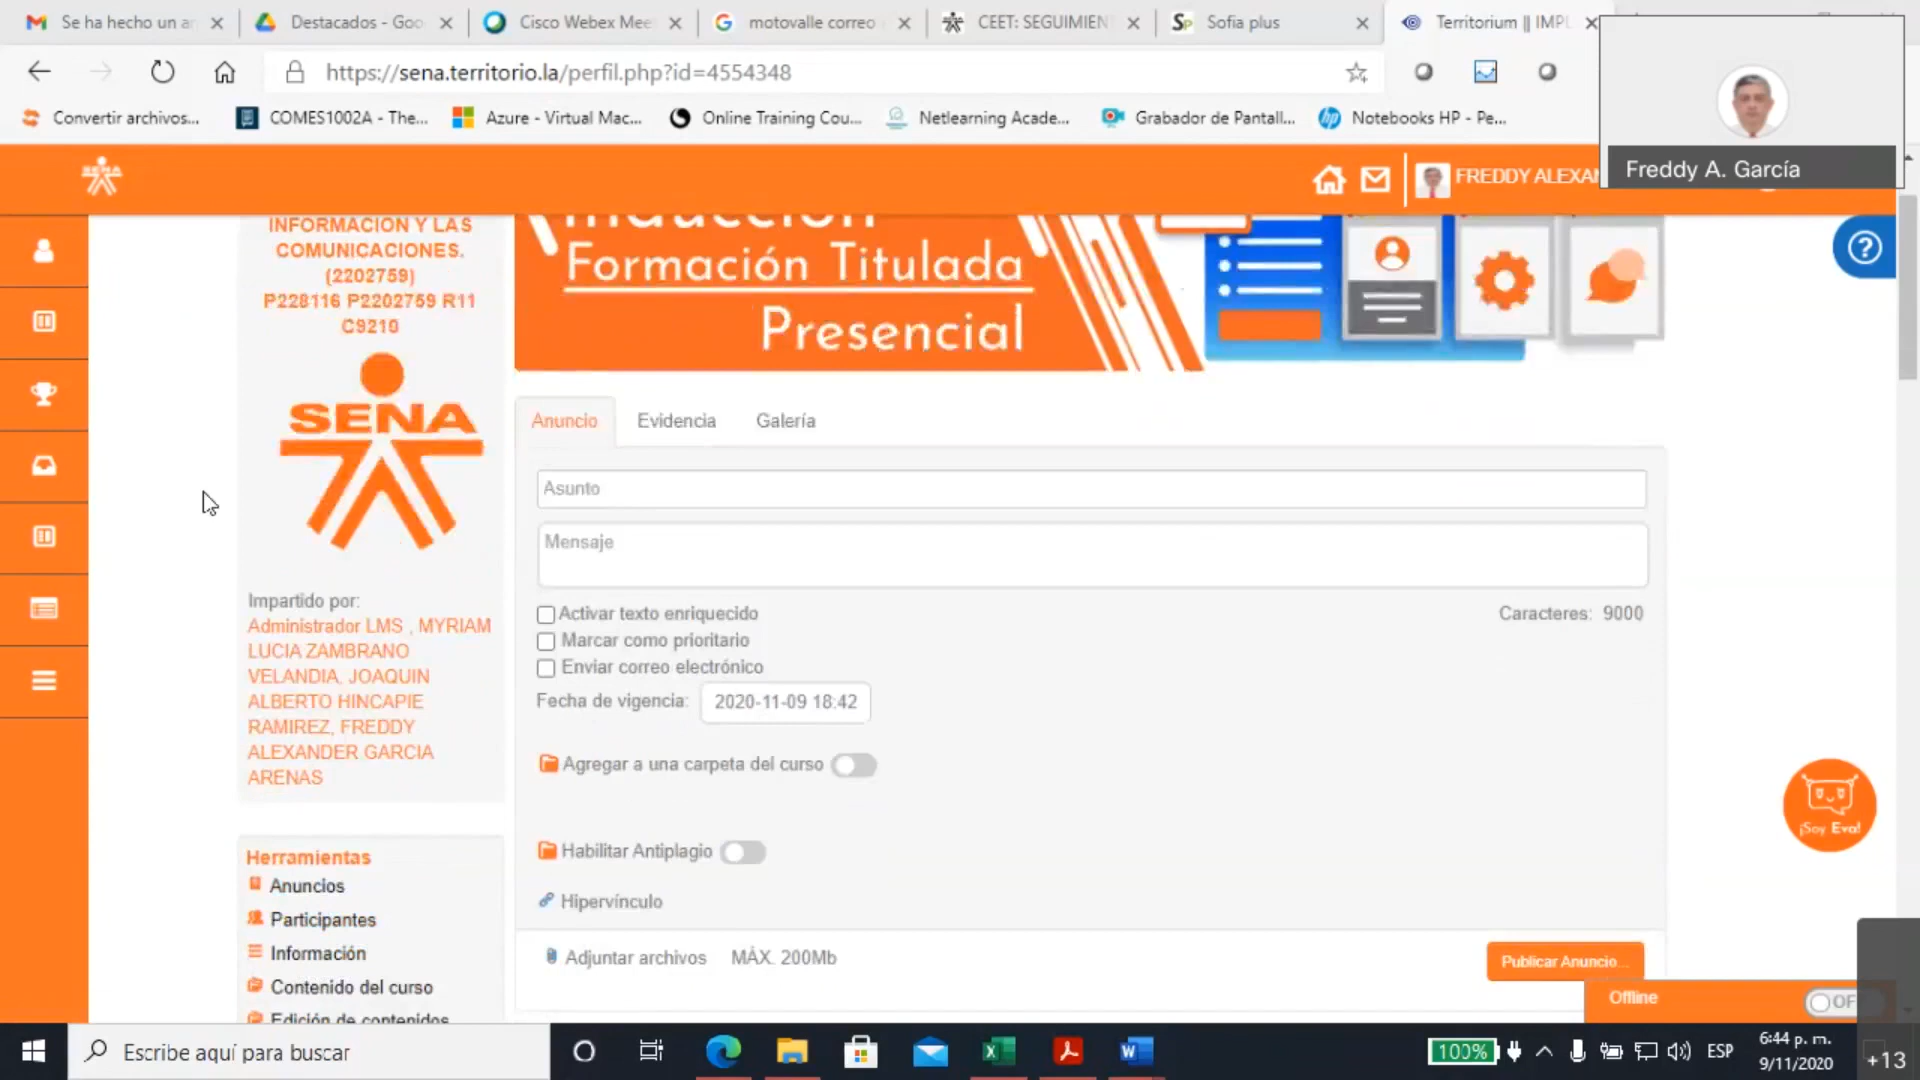 Se ha hecho un an
Destacados - Goo
Cisco Webex Mee
motovalle correo
CEET: SEGUIMIEN
Sofia plus
Territorium || IMPL
https://sena.territorio.la/perfil.php?id=4554348
Convertir archivos...
COMES1002A - The...
Azure - Virtual Mac...
Online Training Cou...
Netlearning Acade...
Grabador de Pantall...
Notebooks HP - Pe...
Freddy A. García
FREDDY ALEXAN
INFORMACION Y LAS
COMUNICACIONES.
(2202759)
P228116 P2202759 R11
C9210
Inducción
Formación Titulada
Presencial
SENA
Impartido por:
Administrador LMS , MYRIAM
LUCIA ZAMBRANO
VELANDIA, JOAQUIN
ALBERTO HINCAPIE
RAMIREZ, FREDDY
ALEXANDER GARCIA
ARENAS
Anuncio
Evidencia
Galería
Asunto
Mensaje
Activar texto enriquecido
Caracteres: 9000
Marcar como prioritario
Enviar correo electrónico
Fecha de vigencia: 2020-11-09 18:42
Agregar a una carpeta del curso
Habilitar Antiplagio
Hipervínculo
Adjuntar archivos MÁX. 200Mb
Publicar Anuncio...
¡Soy Eva!
Herramientas
Anuncios
Participantes
Información
Contenido del curso
Edición de contenidos
Offline
OFF
Escribe aquí para buscar
100%
ESP
6:44 p. m.
9/11/2020
+13